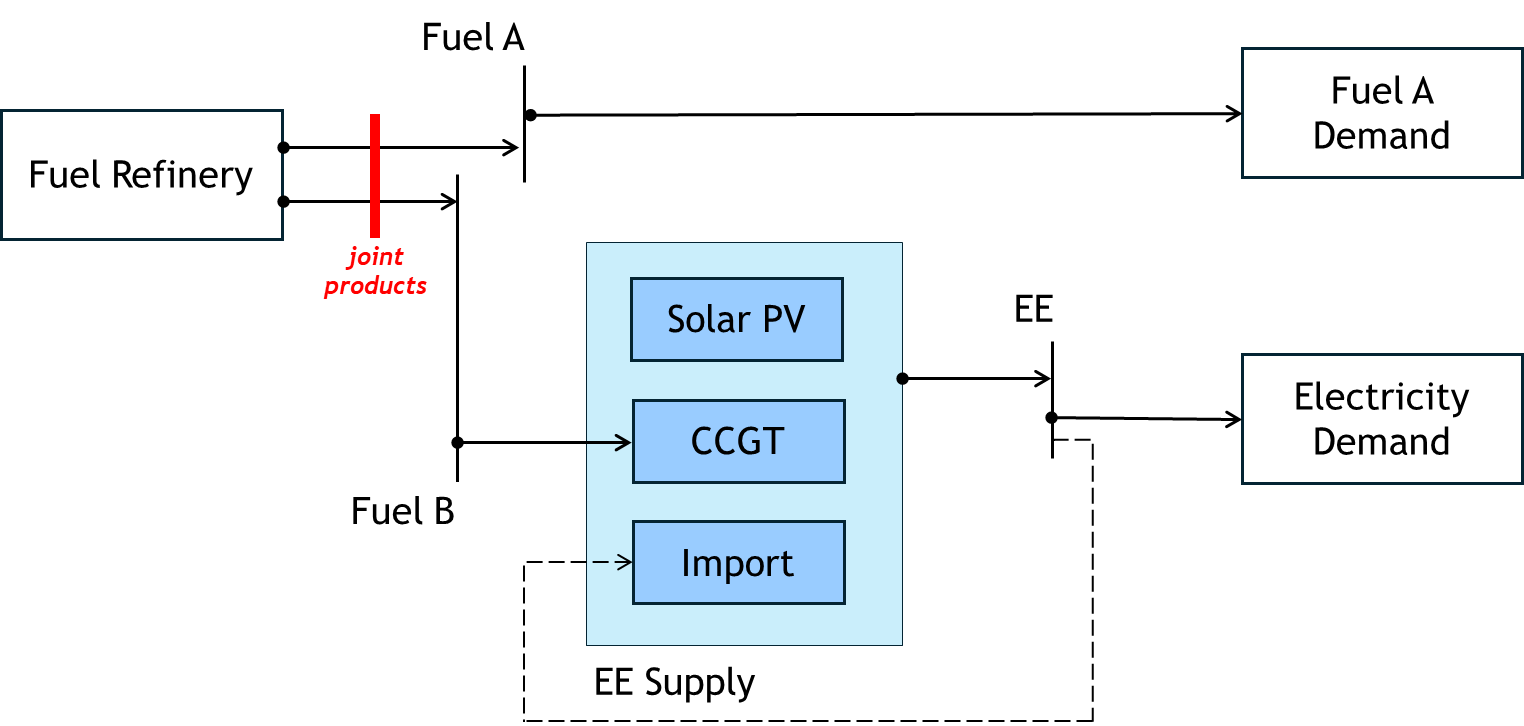 Fuel A
Fuel A
Demand
Fuel Refinery
joint
products
Solar PV
EE
CCGT
Electricity
Demand
Fuel B
Import
EE Supply